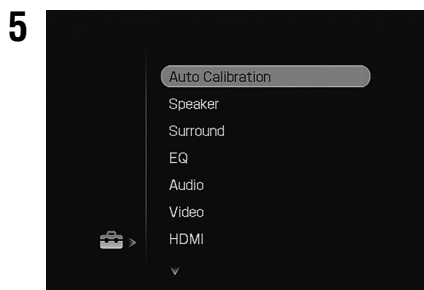 5
Auto Calibration
Speaker
Surround
EQ
Audio
Video
HDMI